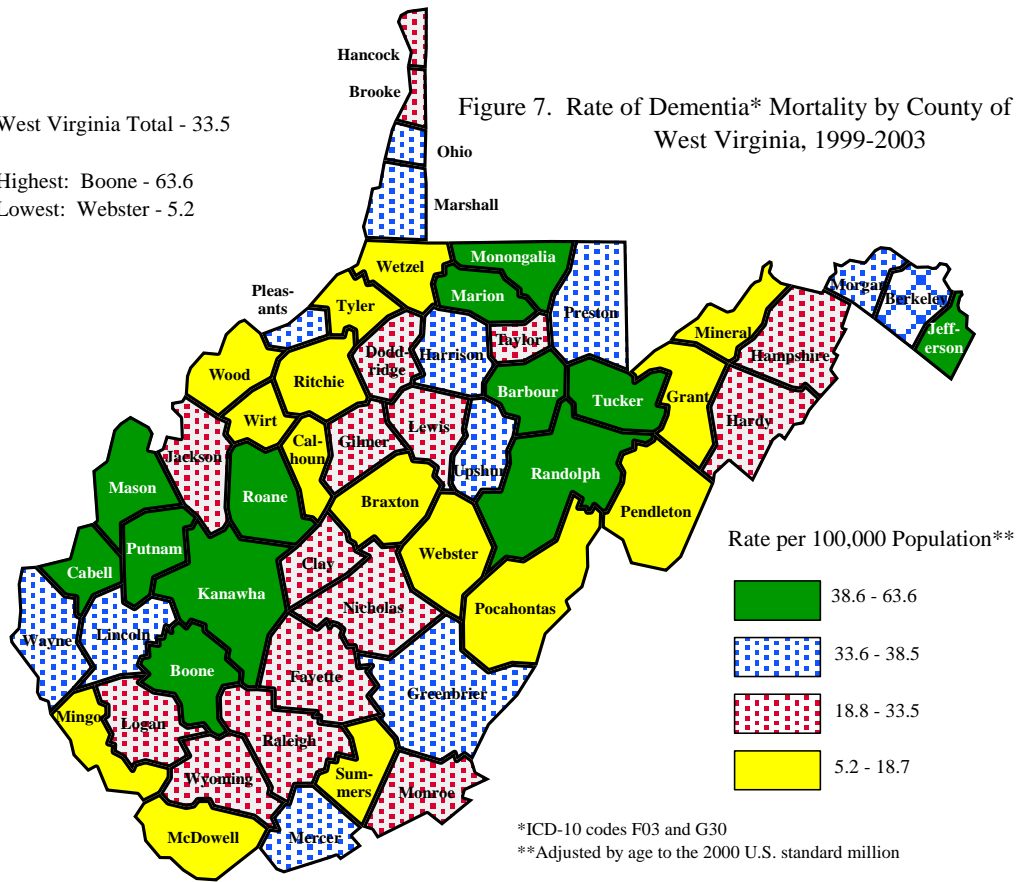 Figure 7. Rate of Dementia* Mortality by County of
West Virginia, 1999-2003
West Virginia Total - 33.5
Highest: Boone - 63.6
Lowest: Webster - 5.2
Hancock
Brooke
Ohio
Marshall
Wetzel
Monongalia
Marion
Pleas-
ants
Tyler
Preston
Morgan
Berkeley
Jeff-
erson
Mineral
Hampshire
Taylor
Dodd-
ridge
Harrison
Wood
Ritchie
Barbour
Tucker
Grant
Hardy
Wirt
Cal-
houn
Gilmer
Lewis
Upshur
Randolph
Jackson
Mason
Roane
Braxton
Pendleton
Putnam
Cabell
Kanawha
Clay
Webster
Nicholas
Pocahontas
Wayne
Lincoln
Boone
Fayette
Greenbrier
Mingo
Logan
Raleigh
Wyoming
Sum-
mers
Monroe
McDowell
Mercer
Rate per 100,000 Population**
38.6 - 63.6
33.6 - 38.5
18.8 - 33.5
5.2 - 18.7
*ICD-10 codes F03 and G30
**Adjusted by age to the 2000 U.S. standard million